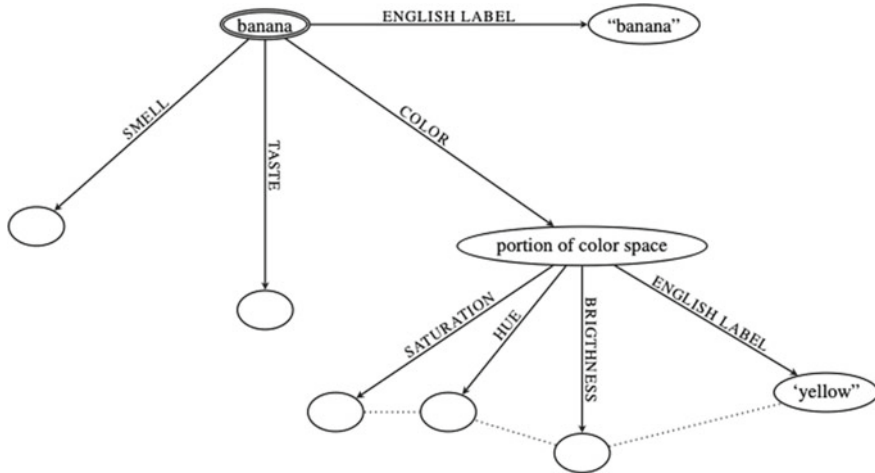 banana
ENGLISH LABEL
“banana”
SMELL
TASTE
COLOR
portion of color space
SATURATION
HUE
BRIGTHNESS
ENGLISH LABEL
‘yellow”